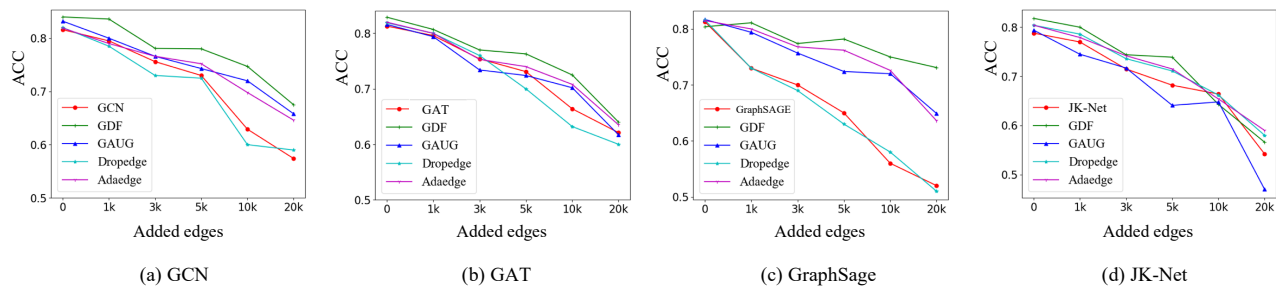 ACC
0.8
0.7
0.6
0.5
GCN
GDF
GAUG
Dropedge
Adaedge
0 1k 3k 5k 10k 20k
Added edges
(a) GCN
ACC
0.8
0.7
0.6
0.5
GAT
GDF
GAUG
Dropedge
Adaedge
0 1k 3k 5k 10k 20k
Added edges
(b) GAT
ACC
0.8
0.7
0.6
0.5
GraphSAGE
GDF
GAUG
Dropedge
Adaedge
0 1k 3k 5k 10k 20k
Added edges
(c) GraphSage
ACC
0.8
0.7
0.6
0.5
JK-Net
GDF
GAUG
Dropedge
Adaedge
0 1k 3k 5k 10k 20k
Added edges
(d) JK-Net